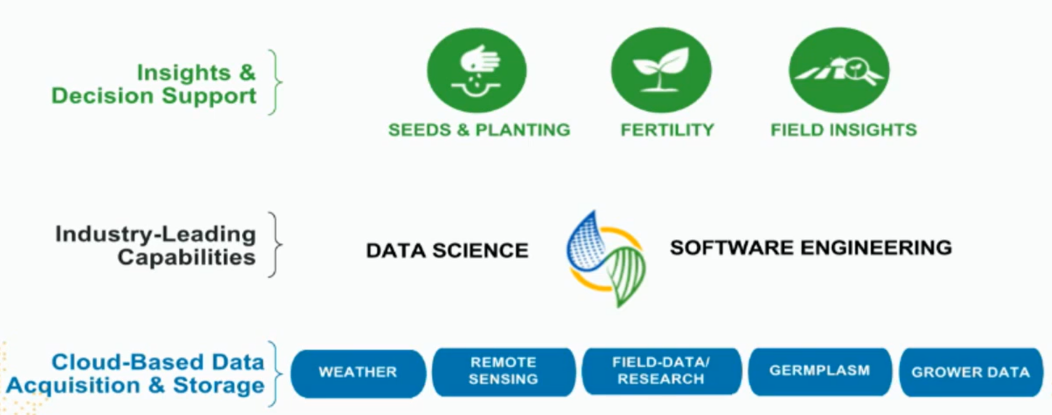 Insights &
Decision Support
SEEDS & PLANTING
FERTILITY
FIELD INSIGHTS
Industry-Leading
Capabilities
DATA SCIENCE
SOFTWARE ENGINEERING
Cloud-Based Data
Acquisition & Storage
WEATHER
REMOTE
SENSING
FIELD-DATA/
RESEARCH
GERMPLASM
GROWER DATA